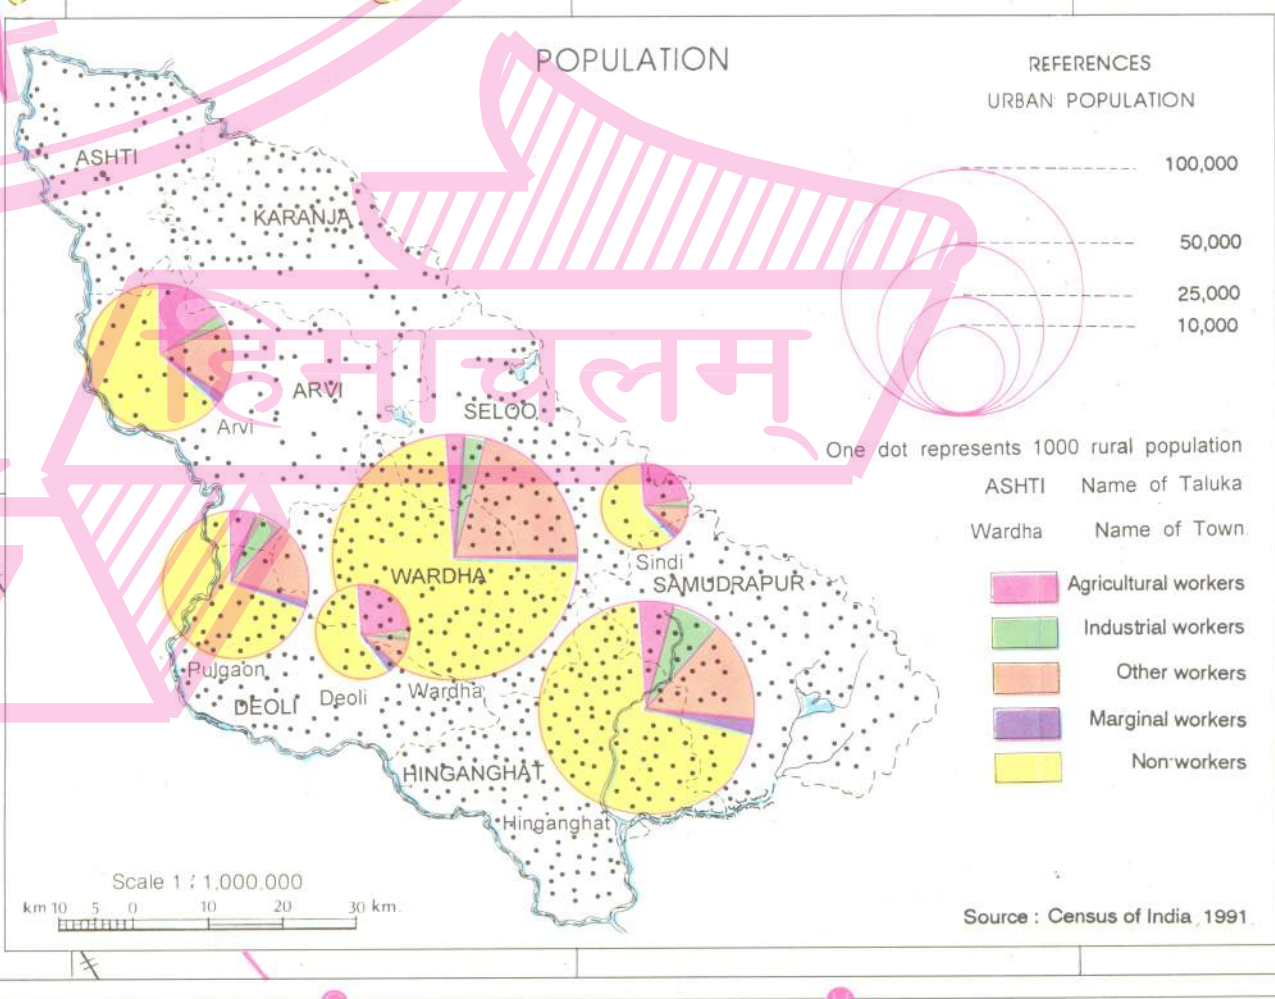 POPULATION
REFERENCES
URBAN POPULATION
100,000
50,000
25,000
10,000
One dot represents 1000 rural population
ASHTI Name of Taluka
Wardha Name of Town
Agricultural workers
Industrial workers
Other workers
Marginal workers
Non-workers
ASHTI
KARANJA
ARVI
Arvi
SELOO
हिमाचलम्
WARDHA
Sindi
SAMUDRAPUR
Pulgaon
Deoli
Wardha
DEOLI
HINGANGHAT
Hinganghat
Scale 1 : 1,000.000
km 10 5 0 10 20 30 km.
Source : Census of India, 1991.